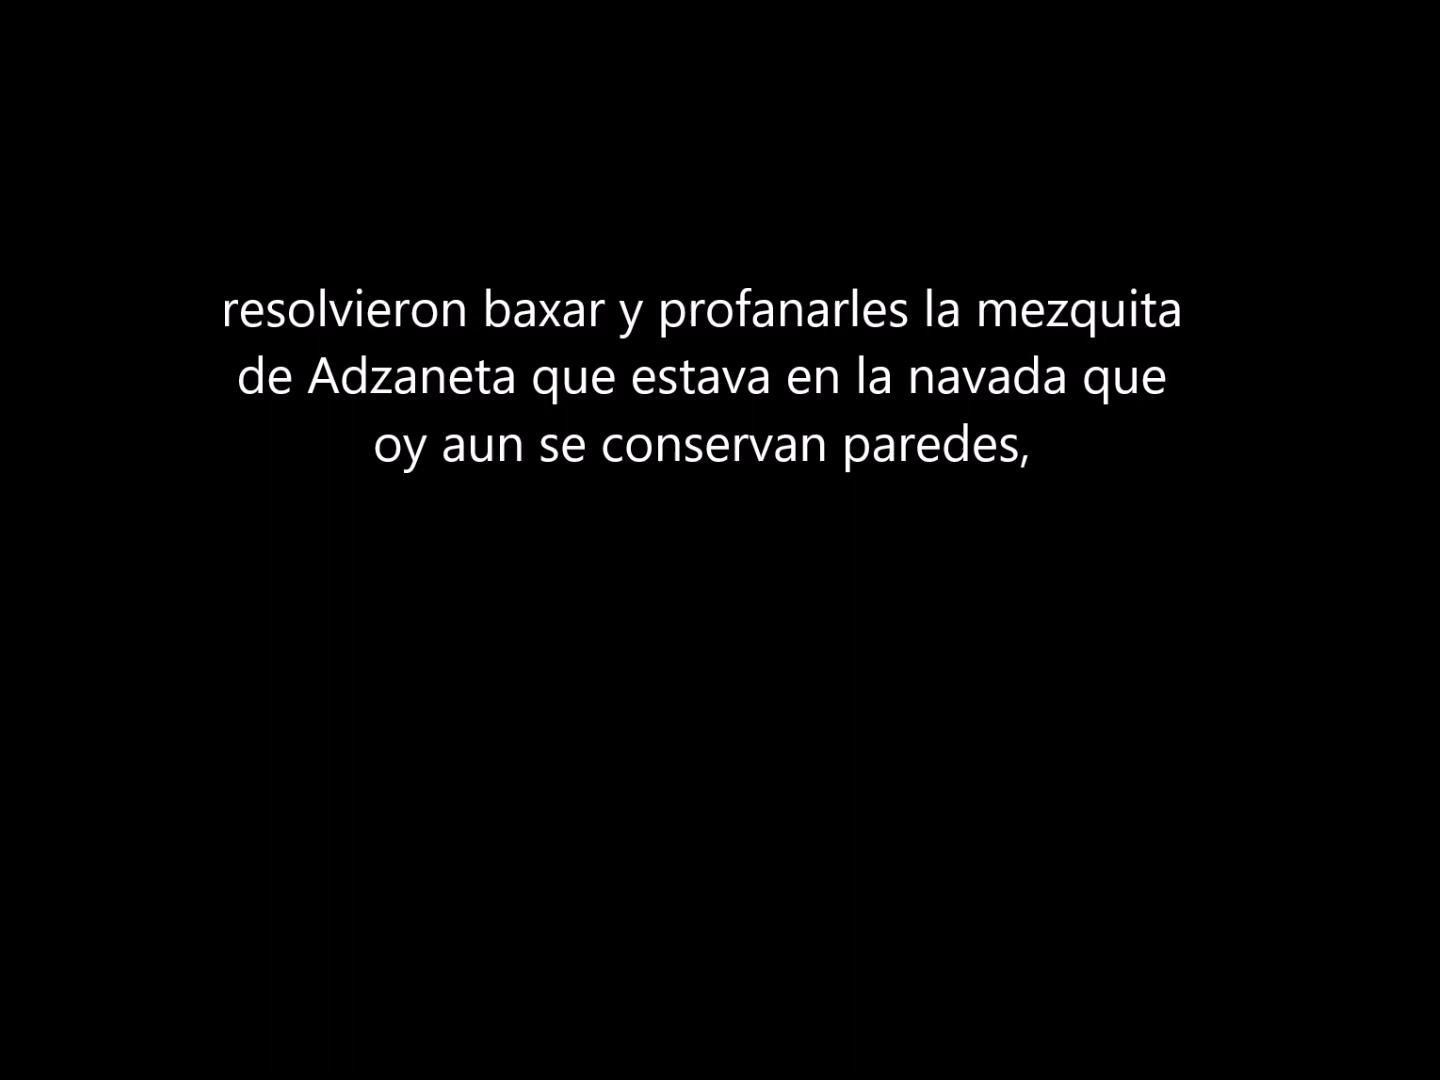 resolvieron baxar y profanarles la mezquita
de Adzaneta que estava en la navada que
oy aun se conservan paredes,